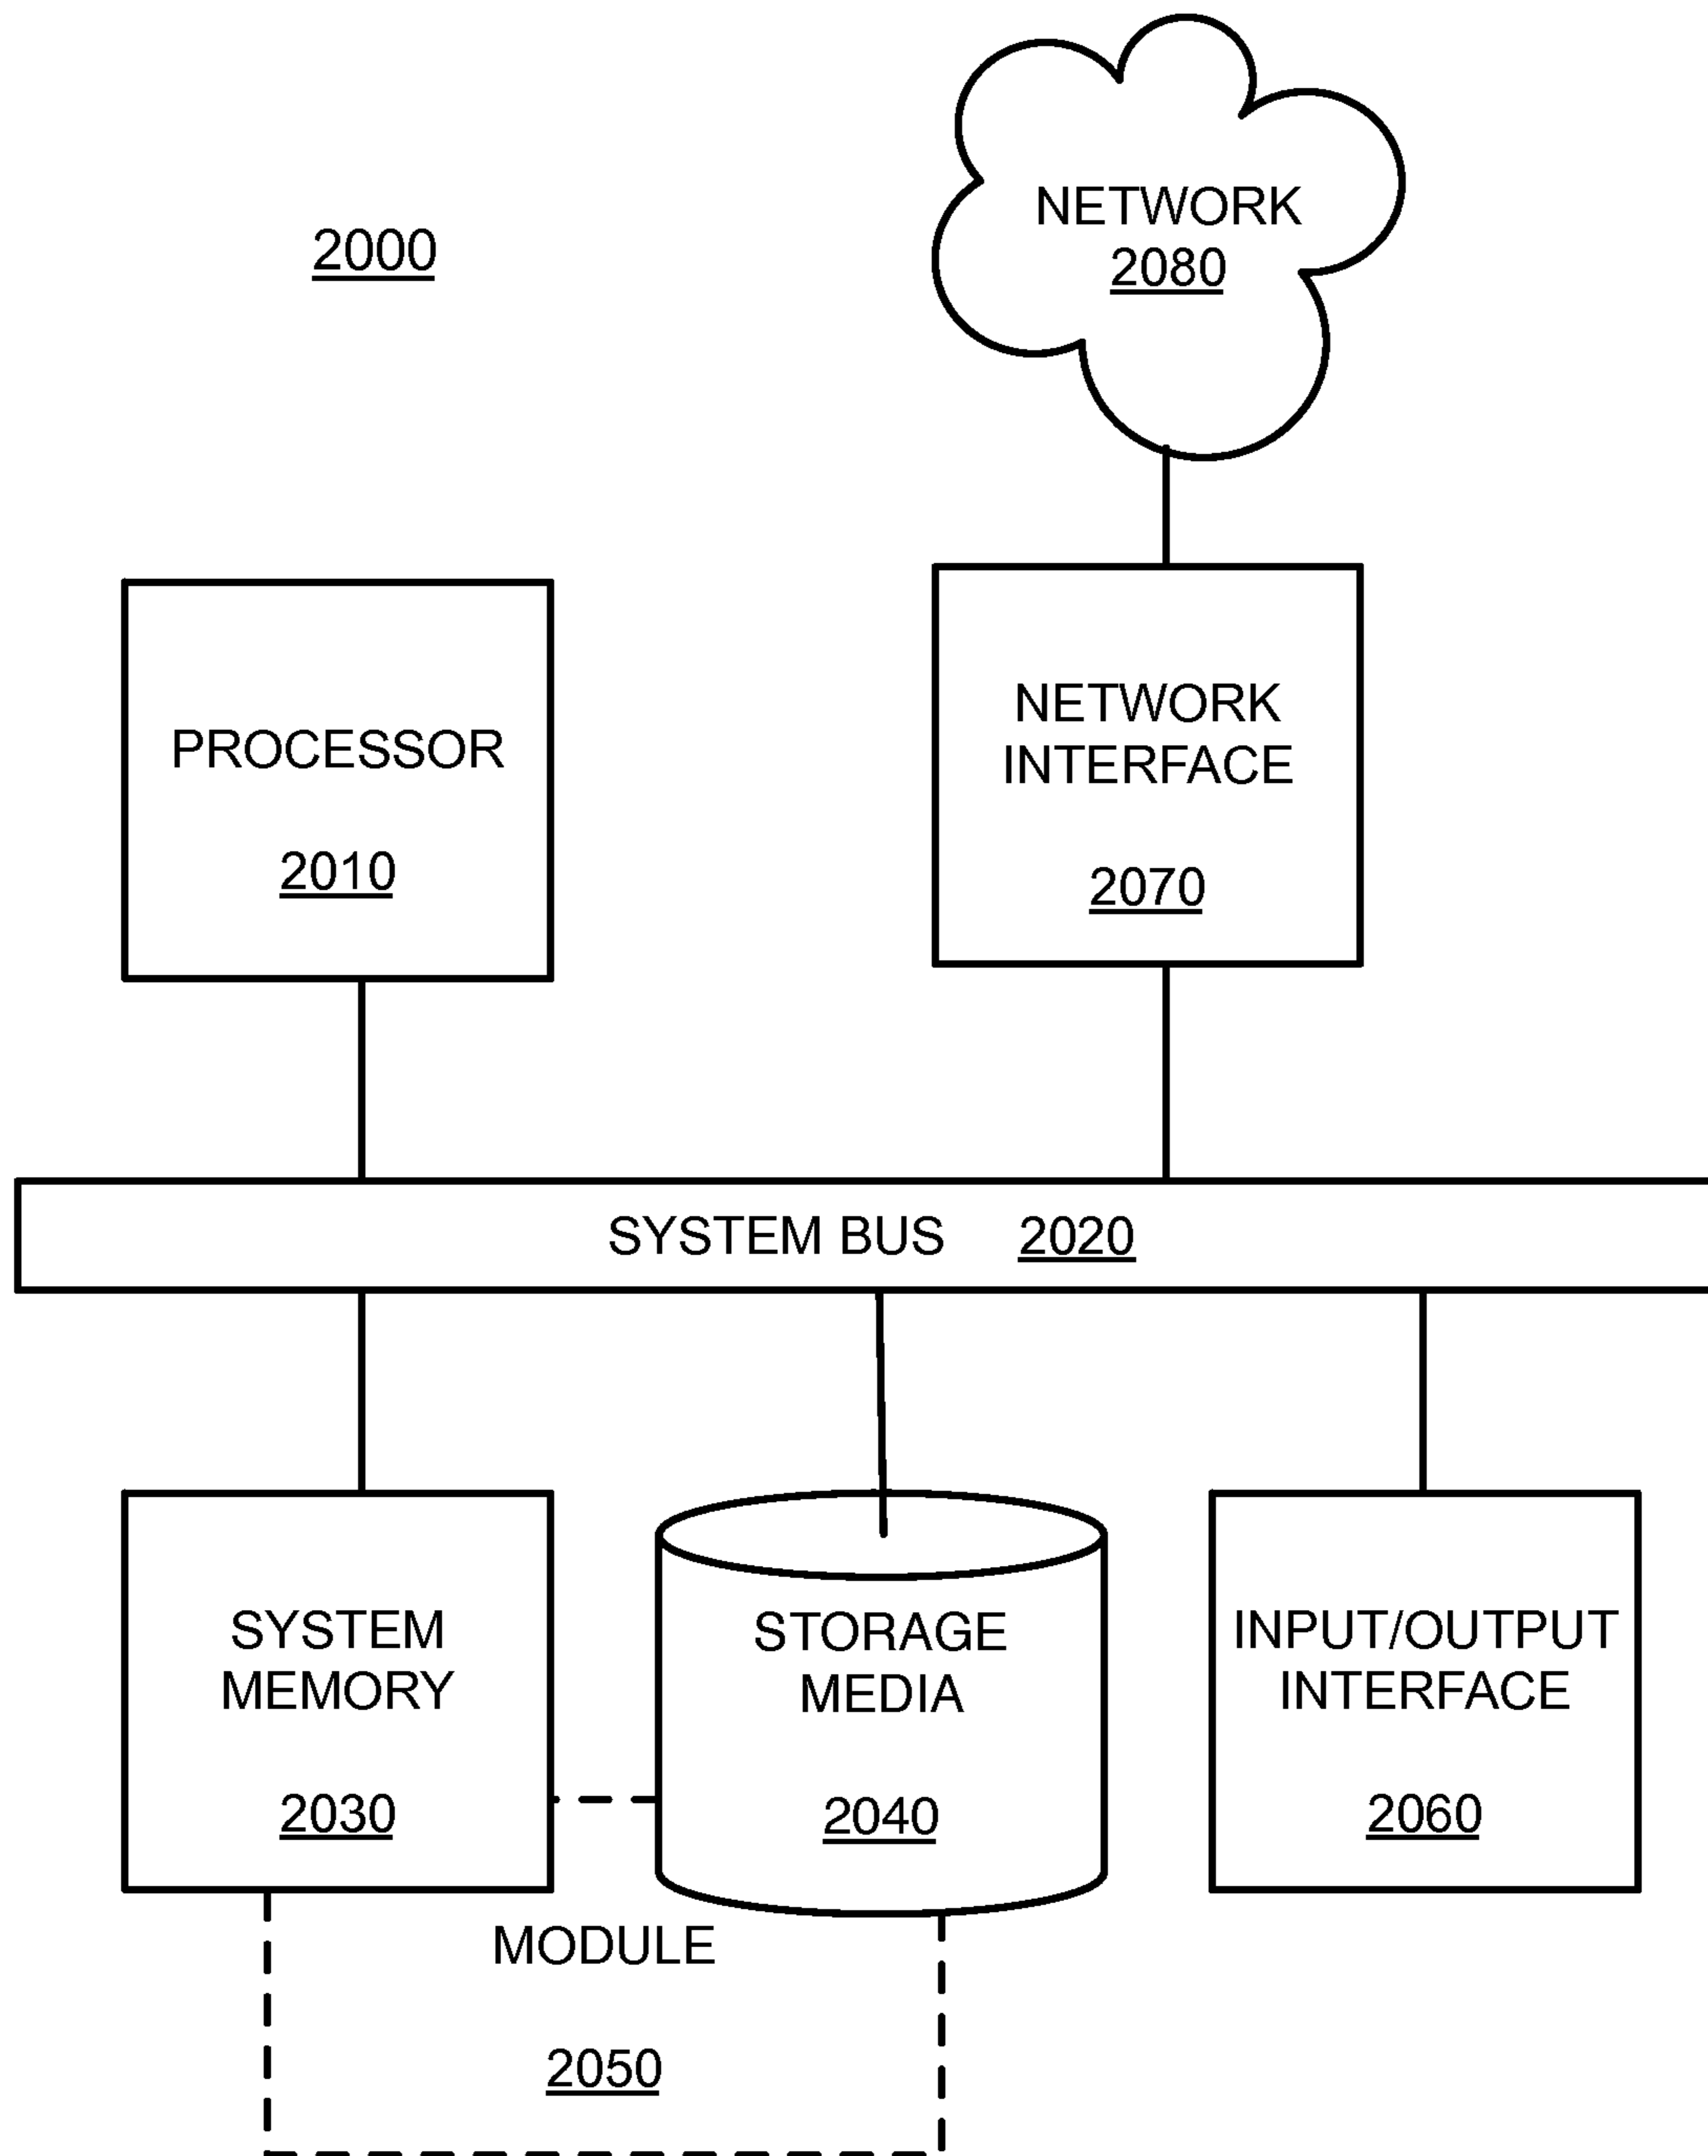 2000
NETWORK
2080
PROCESSOR
2010
NETWORK
INTERFACE
2070
SYSTEM BUS 2020
SYSTEM
MEMORY
2030
STORAGE
MEDIA
2040
INPUT/OUTPUT
INTERFACE
2060
MODULE
2050